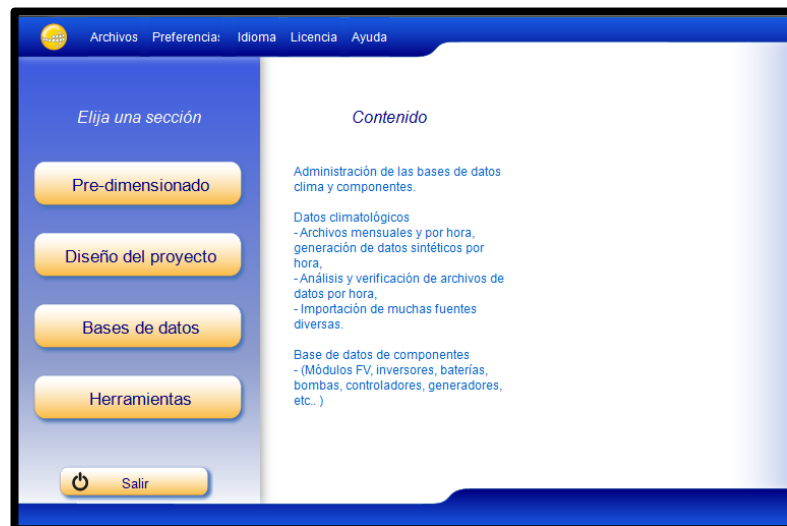 Archivos Preferencias Idioma Licencia Ayuda
Elija una sección
Pre-dimensionado
Diseño del proyecto
Bases de datos
Herramientas
Salir
Contenido
Administración de las bases de datos
clima y componentes.
Datos climatológicos
- Archivos mensuales y por hora,
generación de datos sintéticos por
hora,
- Análisis y verificación de archivos de
datos por hora,
- Importación de muchas fuentes
diversas.
Base de datos de componentes
- (Módulos FV, inversores, baterías,
bombas, controladores, generadores,
etc.. )